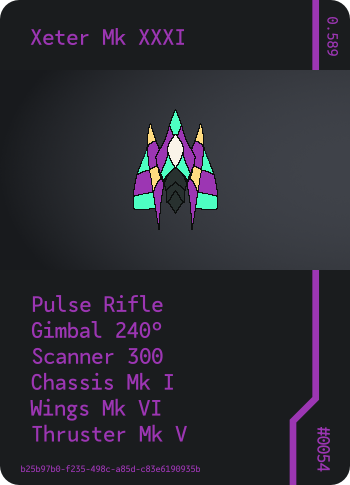 Xeter Mk XXXI
0.589
Pulse Rifle
Gimbal 240°
Scanner 300
Chassis Mk I
Wings Mk VI
Thruster Mk V
#0054
b25b97b0-f235-498c-a85d-c83e6190935b